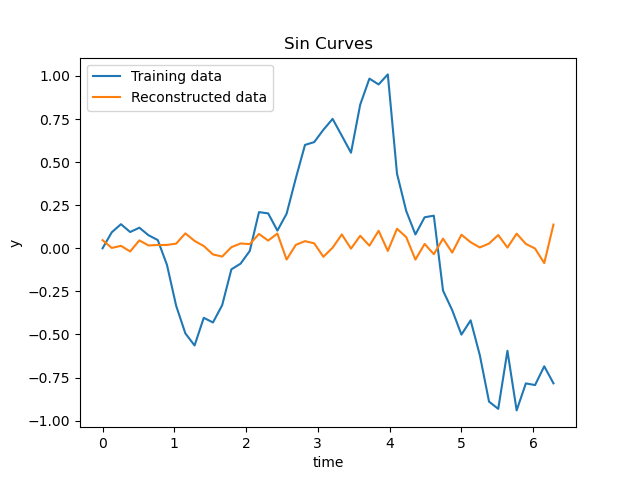 Sin Curves
Training data
Reconstructed data
1.00
0.75
0.50
0.25
0.00
−0.25
−0.50
−0.75
−1.00
y
0 1 2 3 4 5 6
time